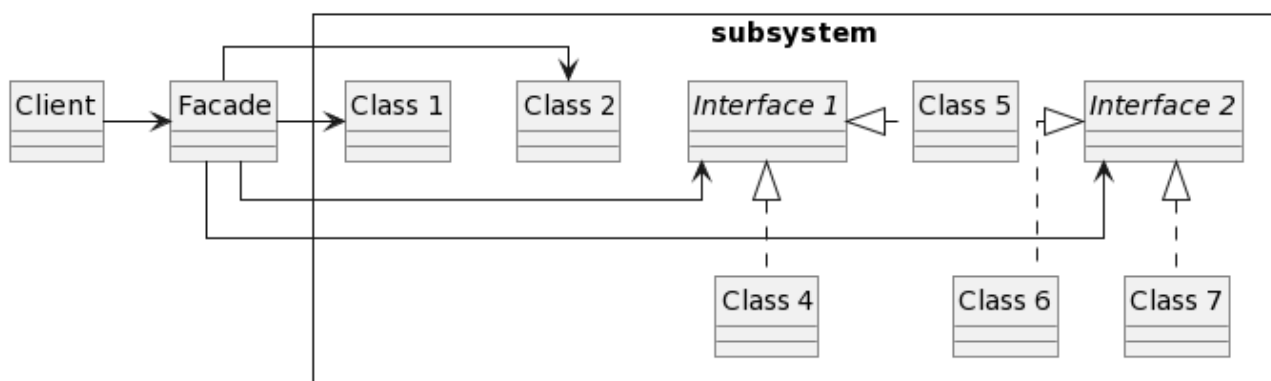 subsystem
Client
Facade
Class 1
Class 2
Interface 1
Class 5
Interface 2
Class 4
Class 6
Class 7